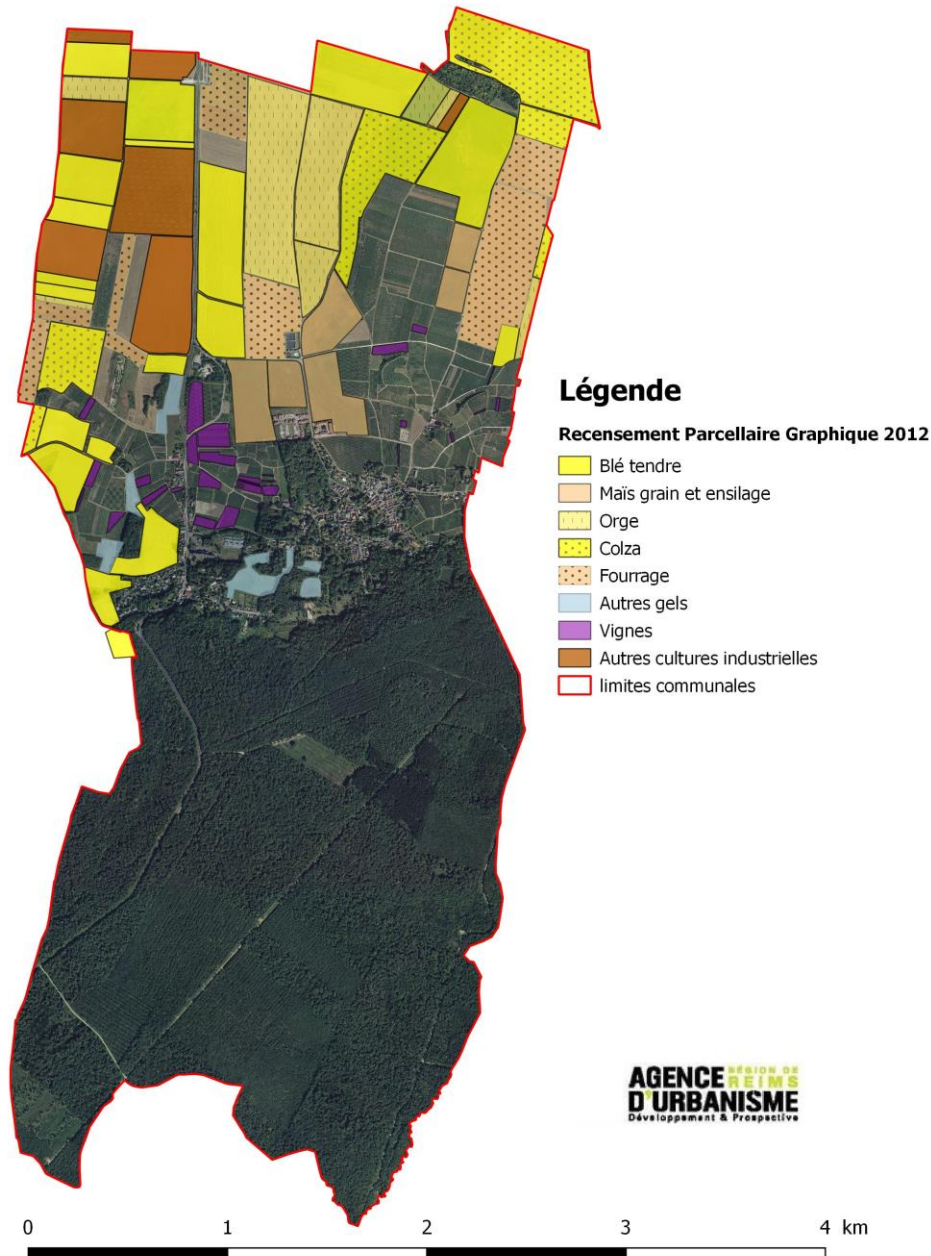 Légende
Recensement Parcellaire Graphique 2012
Blé tendre
Maïs grain et ensilage
Orge
Colza
Fourrage
Autres gels
Vignes
Autres cultures industrielles
limites communales
AGENCE RÉGION DE REIMS
D'URBANISME
Développement & Prospective
0 1 2 3 4 km